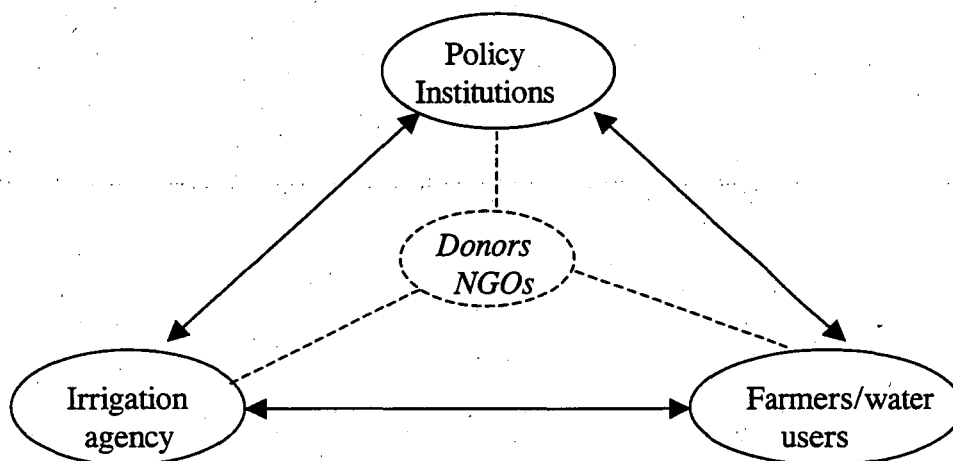 Policy
Institutions
Donors
NGOs
Irrigation
agency
Farmers/water
users